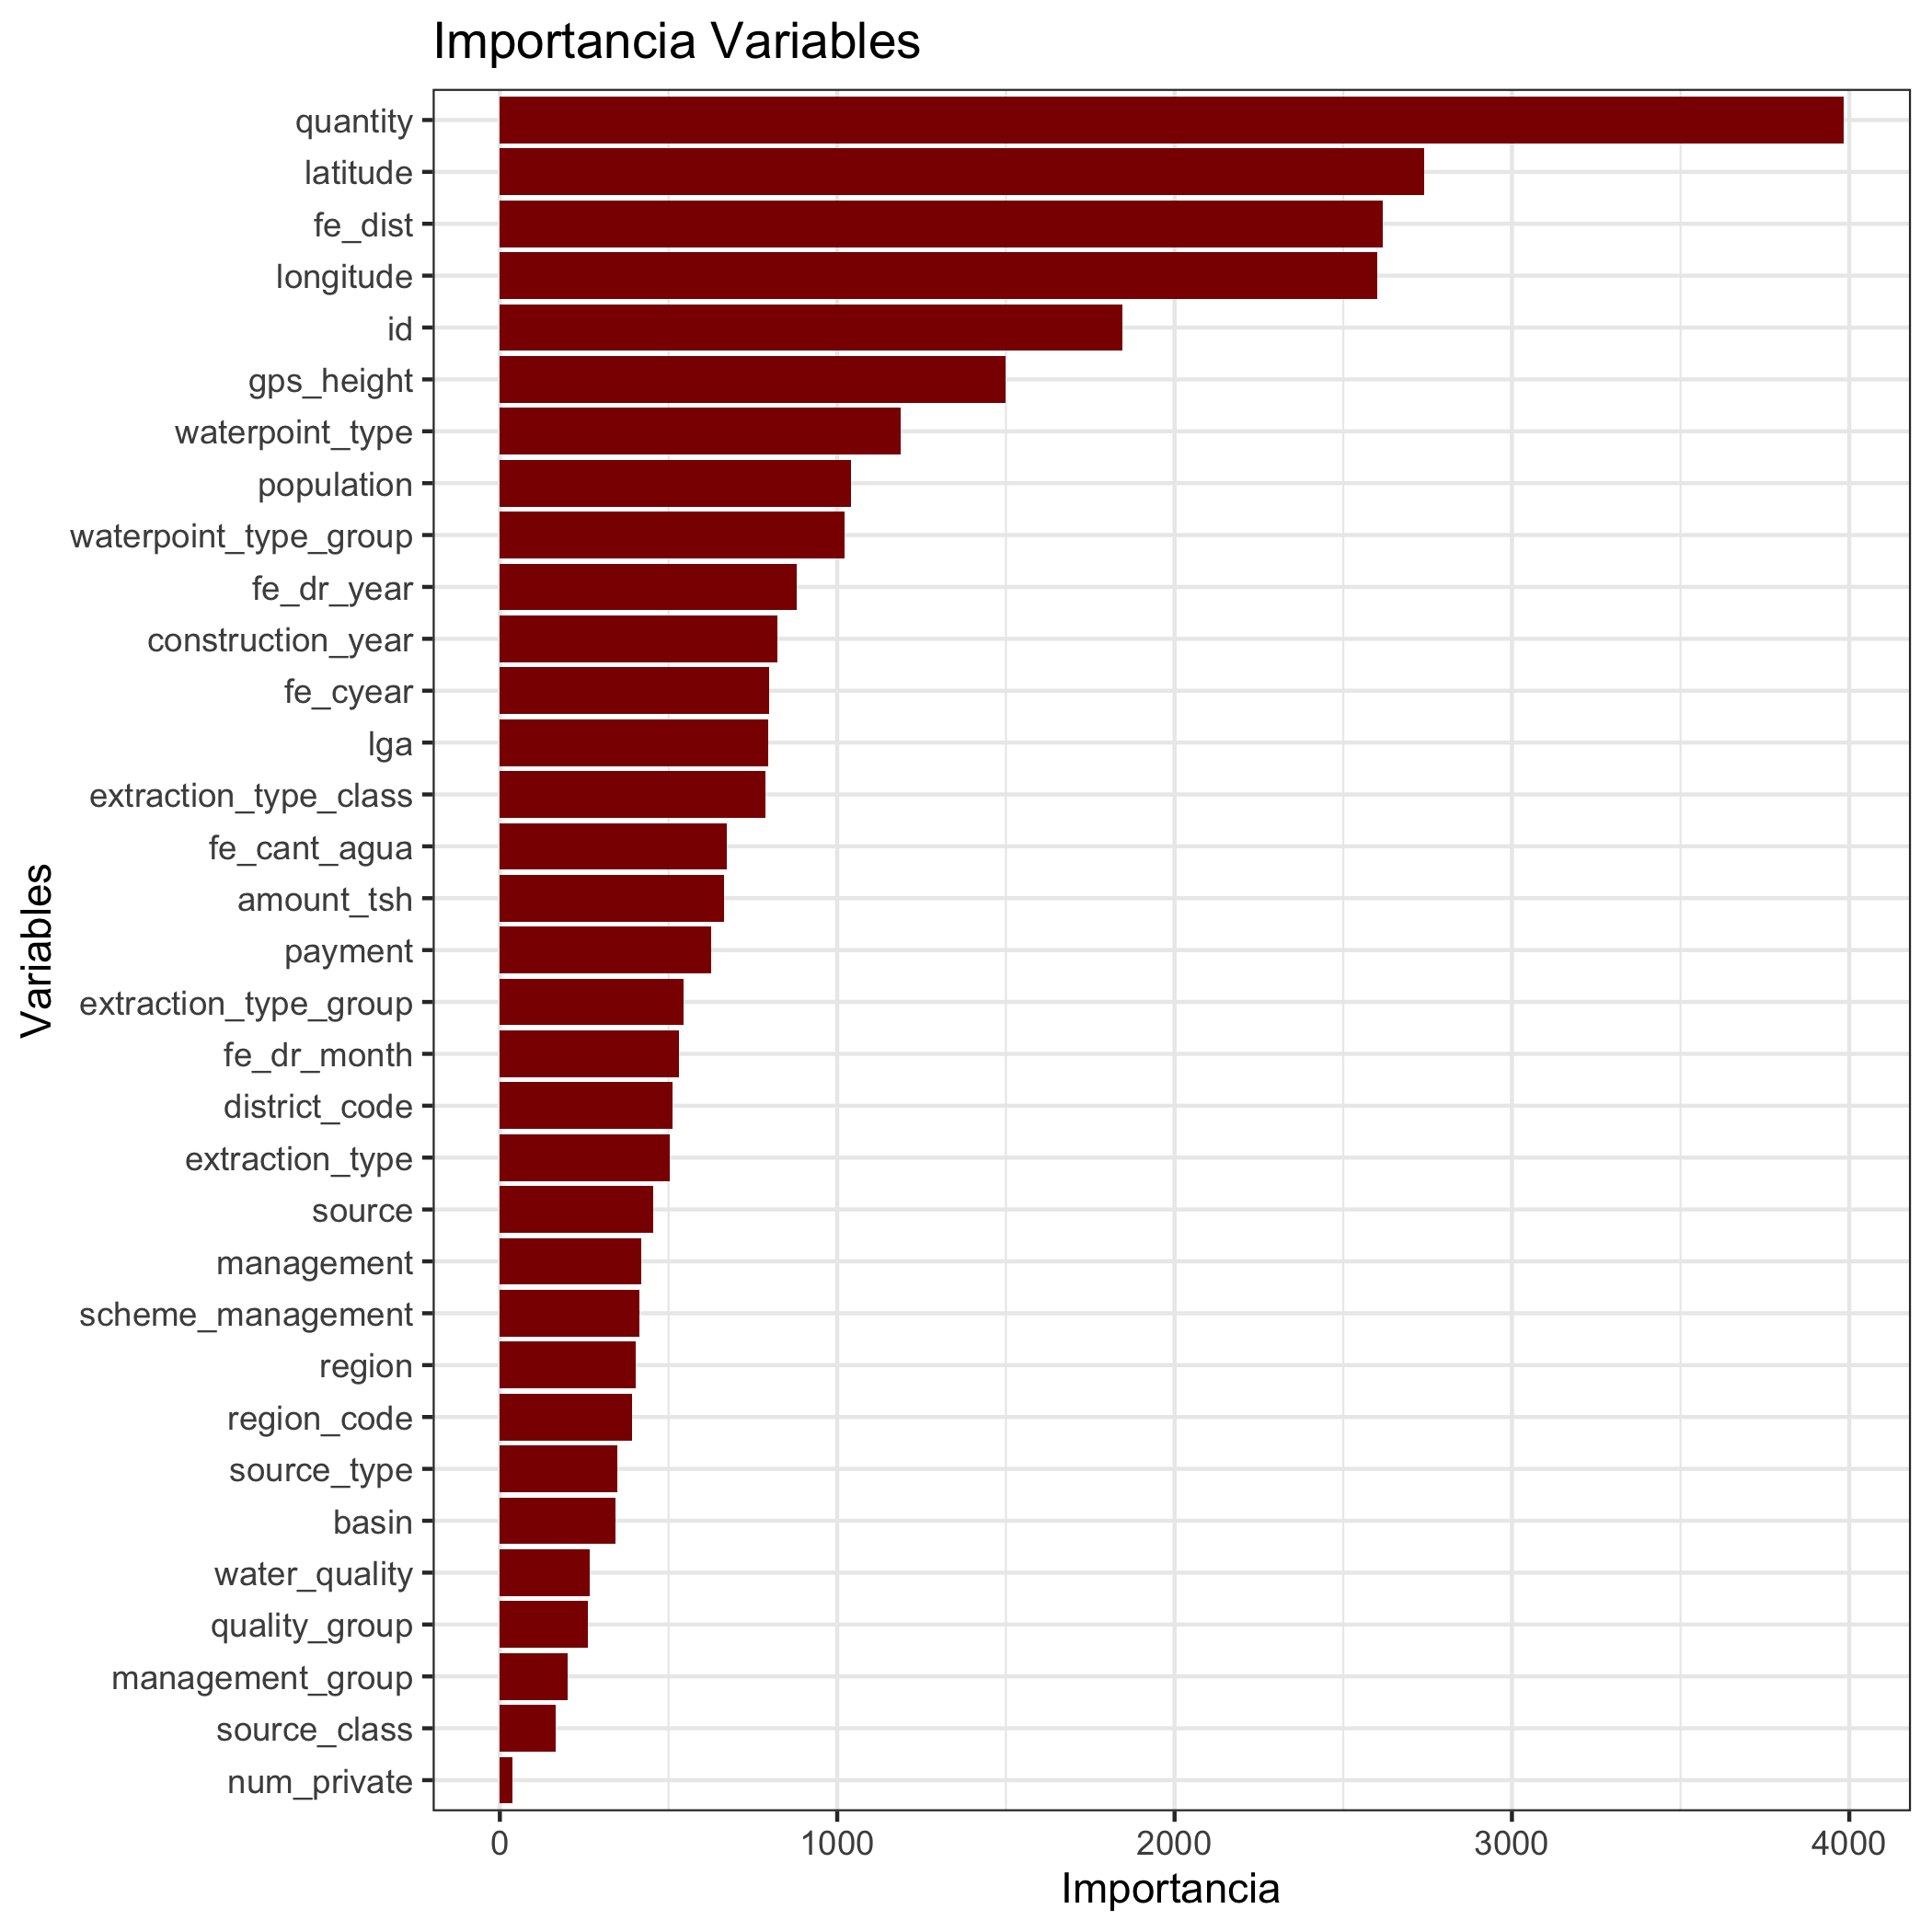 Importancia Variables
quantity
latitude
fe_dist
longitude
id
gps_height
waterpoint_type
population
waterpoint_type_group
fe_dr_year
construction_year
fe_cyear
lga
extraction_type_class
fe_cant_agua
amount_tsh
payment
extraction_type_group
fe_dr_month
district_code
extraction_type
source
management
scheme_management
region
region_code
source_type
basin
water_quality
quality_group
management_group
source_class
num_private
Variables
0 1000 2000 3000 4000
Importancia